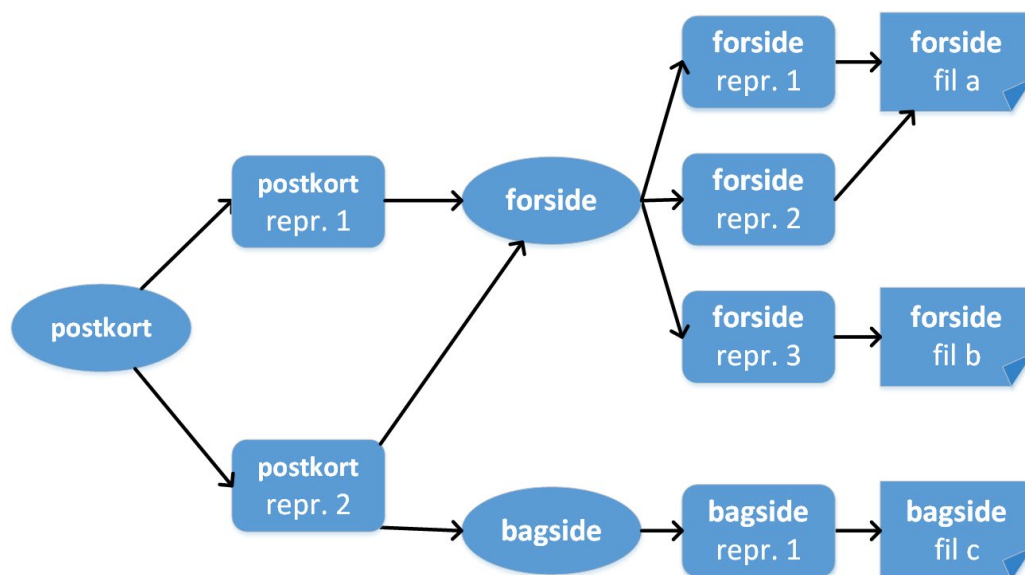 forside
repr. 1
forside
fil a
postkort
repr. 1
forside
forside
repr. 2
postkort
forside
repr. 3
forside
fil b
postkort
repr. 2
bagside
bagside
repr. 1
bagside
fil c